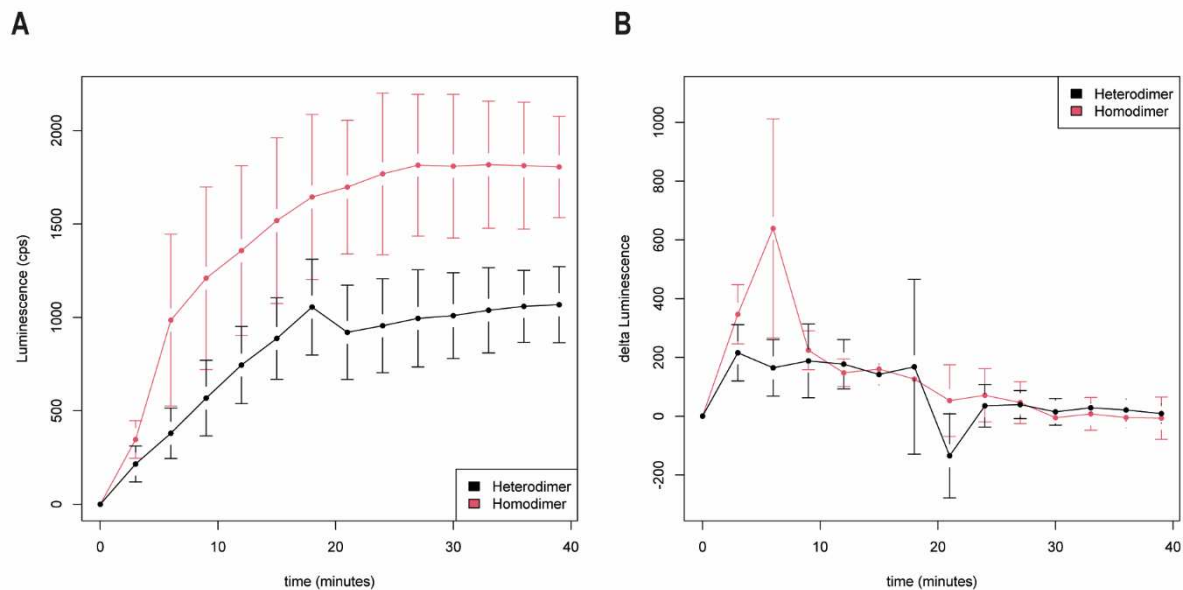 A
B
Luminescence (cps)
2000
1500
1000
500
0
Heterodimer
Homodimer
0 10 20 30 40
time (minutes)
delta Luminescence
1000
800
600
400
200
0
-200
Heterodimer
Homodimer
0 10 20 30 40
time (minutes)